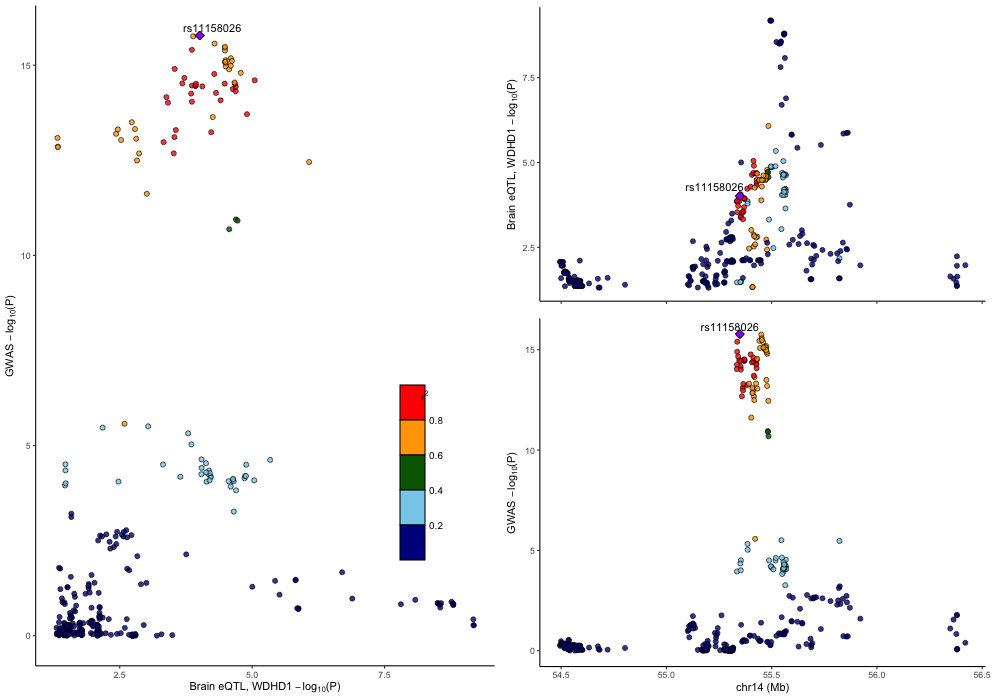 rs11158026
15
10
5
0
GWAS − log10(P)
r2
0.8
0.6
0.4
0.2
2.5
5.0
7.5
Brain eQTL, WDHD1 − log10(P)
rs11158026
7.5
5.0
2.5
Brain eQTL, WDHD1 − log10(P)
rs11158026
15
10
5
0
GWAS − log10(P)
54.5
55.0
55.5
56.0
56.5
chr14 (Mb)